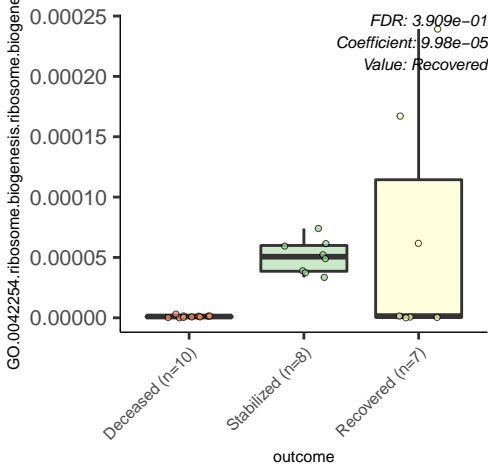 FDR: 3.909e−01
Coefficient: 9.98e−05
Value: Recovered
GO.0042254.ribosome.biogenesis.ribosome.biogene
0.00025
0.00020
0.00015
0.00010
0.00005
0.00000
Deceased (n=10)
Stabilized (n=8)
Recovered (n=7)
outcome